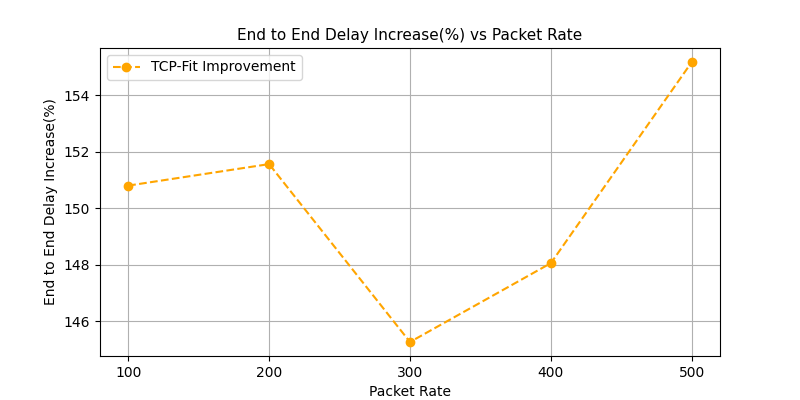 End to End Delay Increase(%) vs Packet Rate
TCP-Fit Improvement
End to End Delay Increase(%)
154
152
150
148
146
100 200 300 400 500
Packet Rate